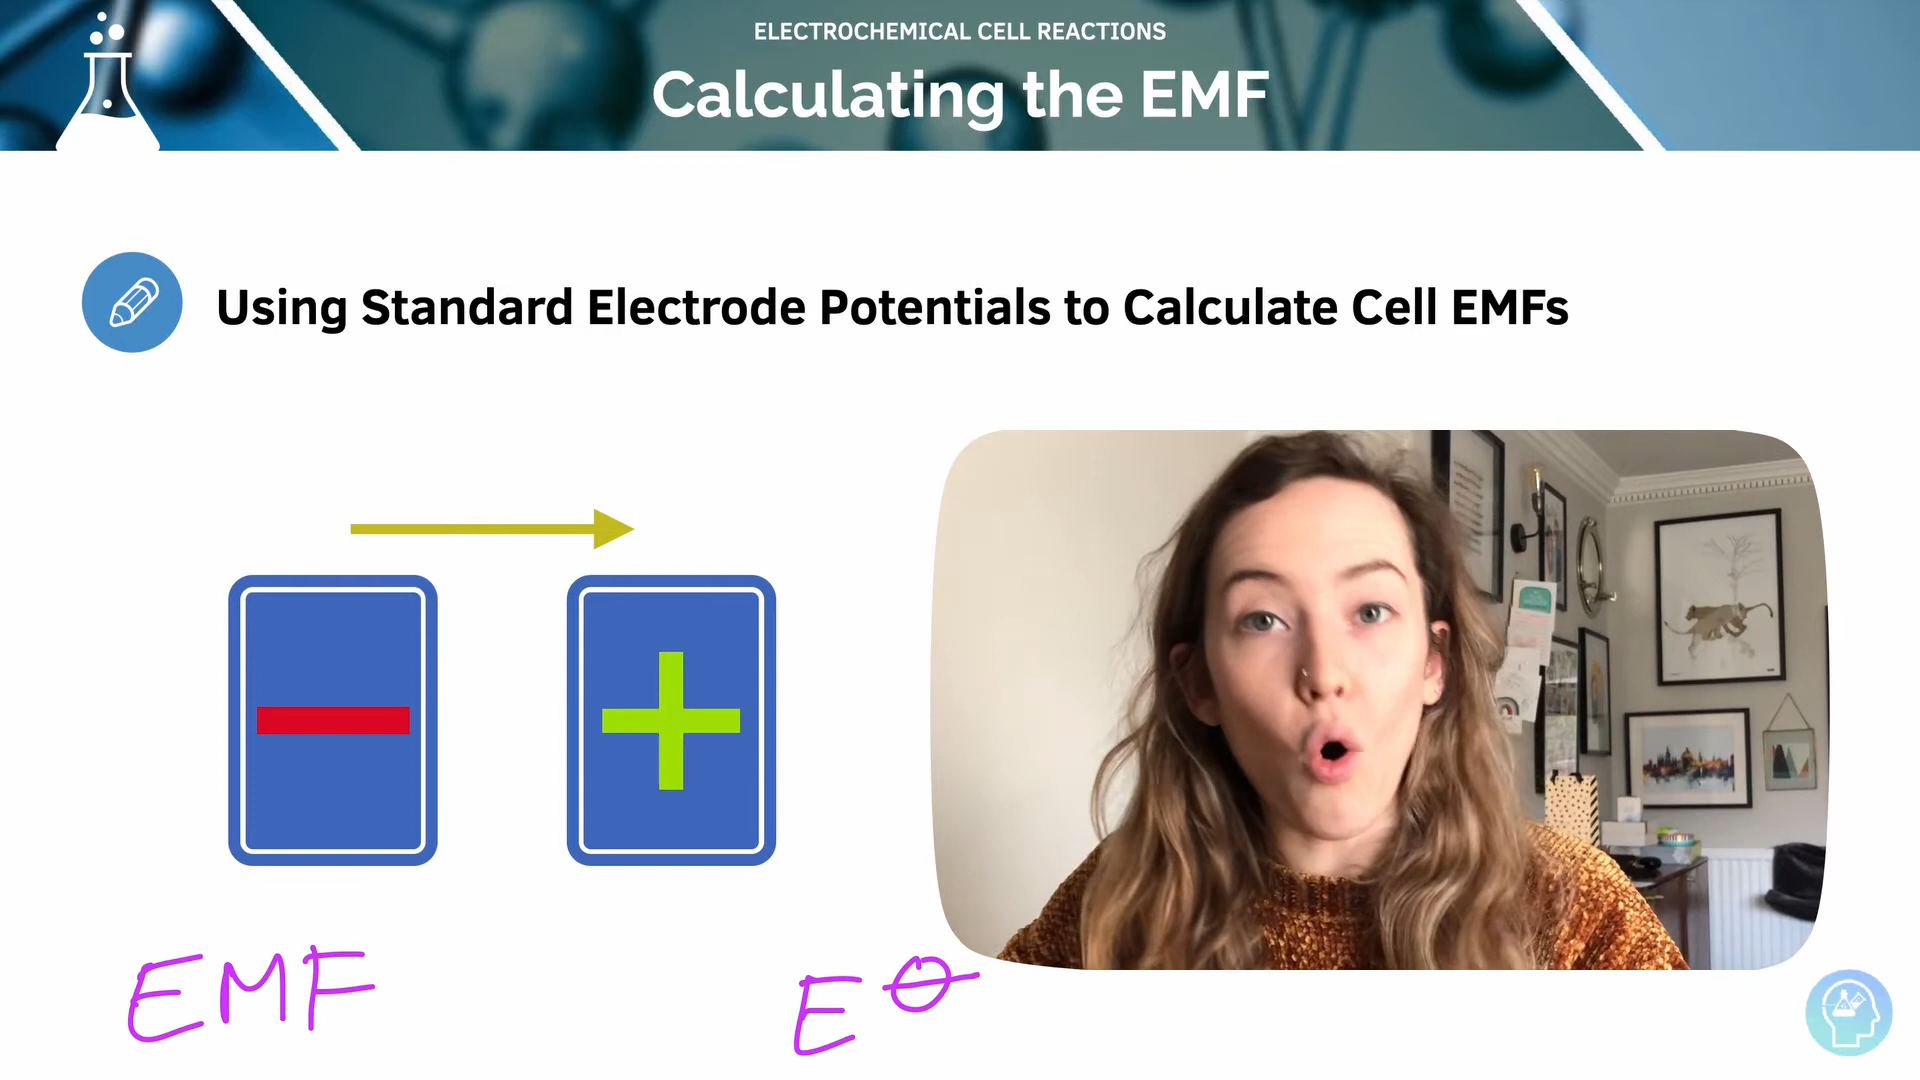 ELECTROCHEMICAL CELL REACTIONS
Calculating the EMF
Using Standard Electrode Potentials to Calculate Cell EMFs
EMF
E⦵